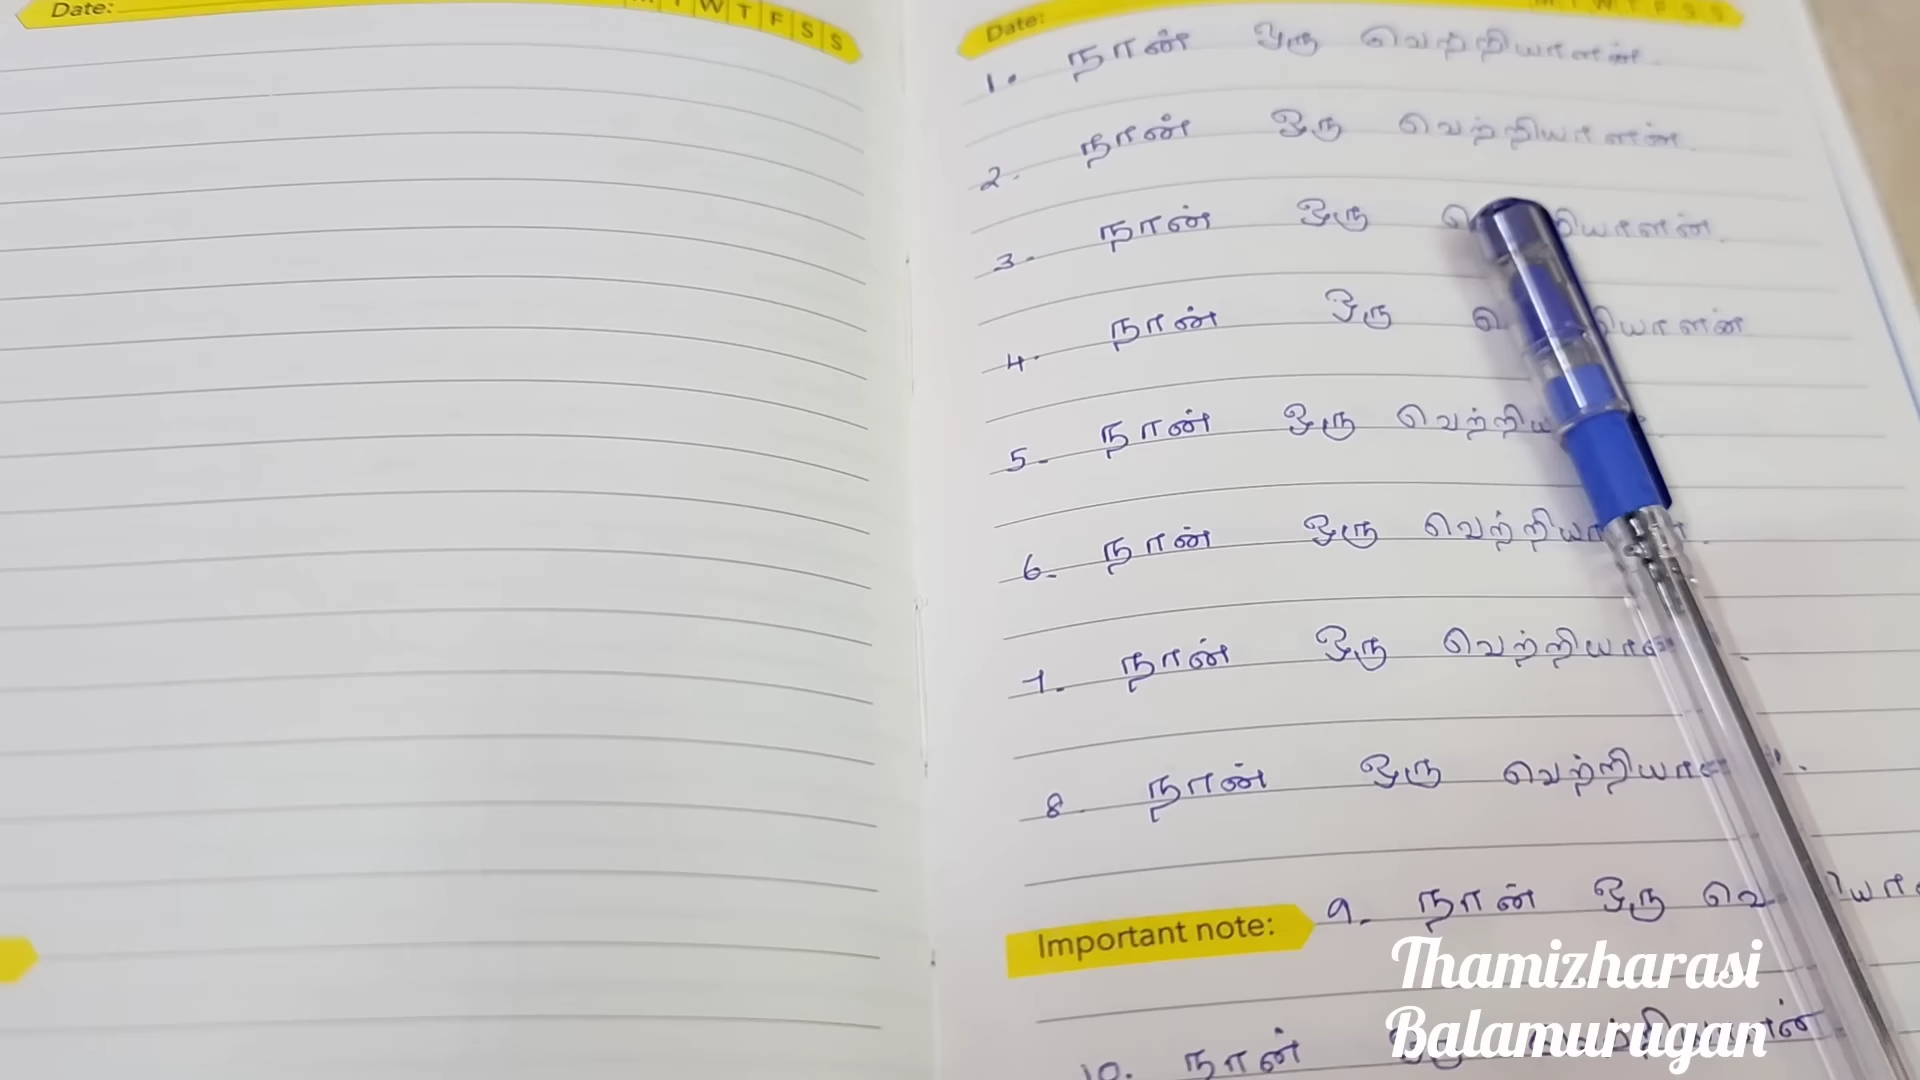 Date:
W T F S S
Date:
1. நான் ஒரு வெற்றியாளன்.
2. நான் ஒரு வெற்றியாளன்.
3. நான் ஒரு
4. நான் ஒரு
5. நான் ஒரு
6. நான் ஒரு
7. நான் ஒரு
8 நான் ஒரு
Important note: 9. நான் ஒரு
10. நான்
Thamizharasi
Balamurugan